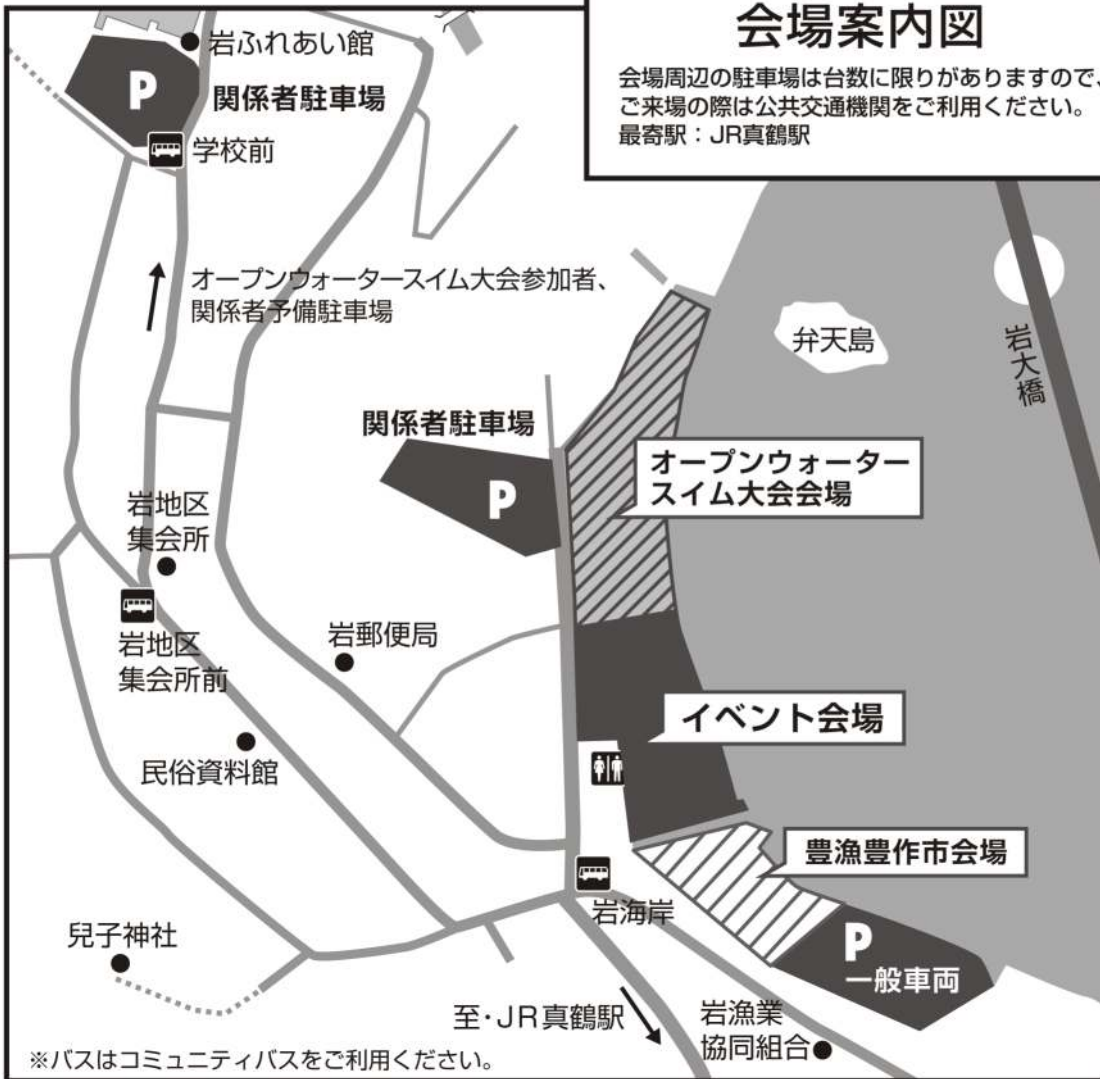 会場案内図
会場周辺の駐車場は台数に限りがありますので、
ご来場の際は公共交通機関をご利用ください。
最寄駅：JR真鶴駅
岩ふれあい館
P
関係者駐車場
学校前
オープンウォータースイム大会参加者、
関係者予備駐車場
弁天島
岩大橋
関係者駐車場
P
オープンウォーター
スイム大会会場
岩地区
集会所
岩地区
集会所前
岩郵便局
イベント会場
民俗資料館
豊漁豊作市会場
岩海岸
兒子神社
P
一般車両
至・JR真鶴駅
岩漁業
協同組合
※バスはコミュニティバスをご利用ください。